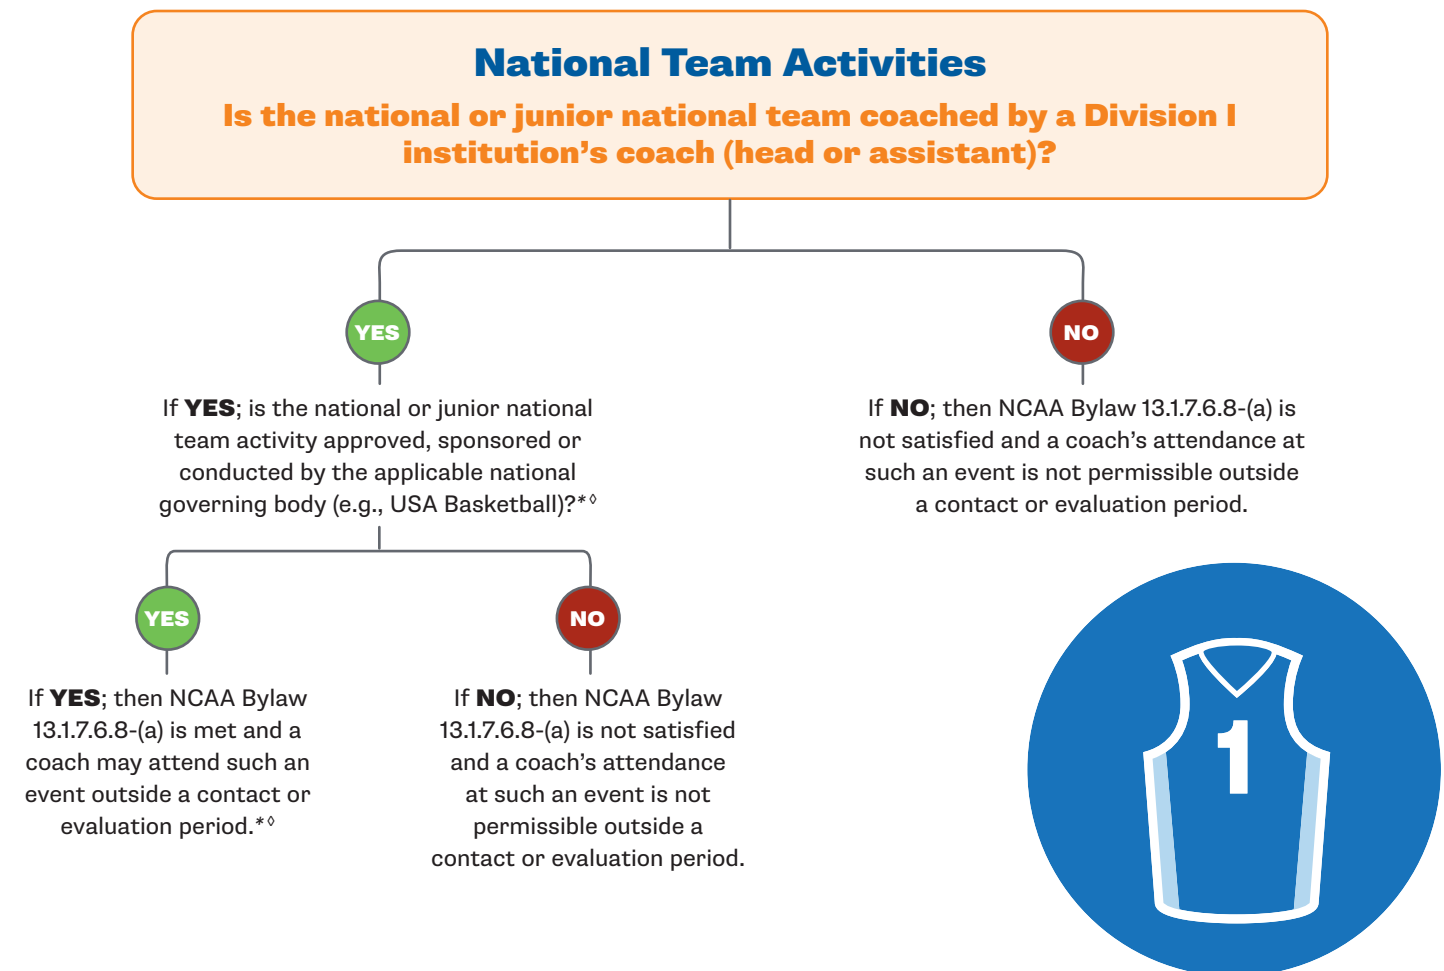 National Team Activities
Is the national or junior national team coached by a Division I
institution’s coach (head or assistant)?
YES
NO
If YES; is the national or junior national
team activity approved, sponsored or
conducted by the applicable national
governing body (e.g., USA Basketball)?*◊
If NO; then NCAA Bylaw 13.1.7.6.8-(a) is
not satisfied and a coach’s attendance at
such an event is not permissible outside
a contact or evaluation period.
YES
NO
If YES; then NCAA Bylaw
13.1.7.6.8-(a) is met and a
coach may attend such an
event outside a contact or
evaluation period.*◊
If NO; then NCAA Bylaw
13.1.7.6.8-(a) is not satisfied
and a coach’s attendance
at such an event is not
permissible outside a
contact or evaluation period.
1